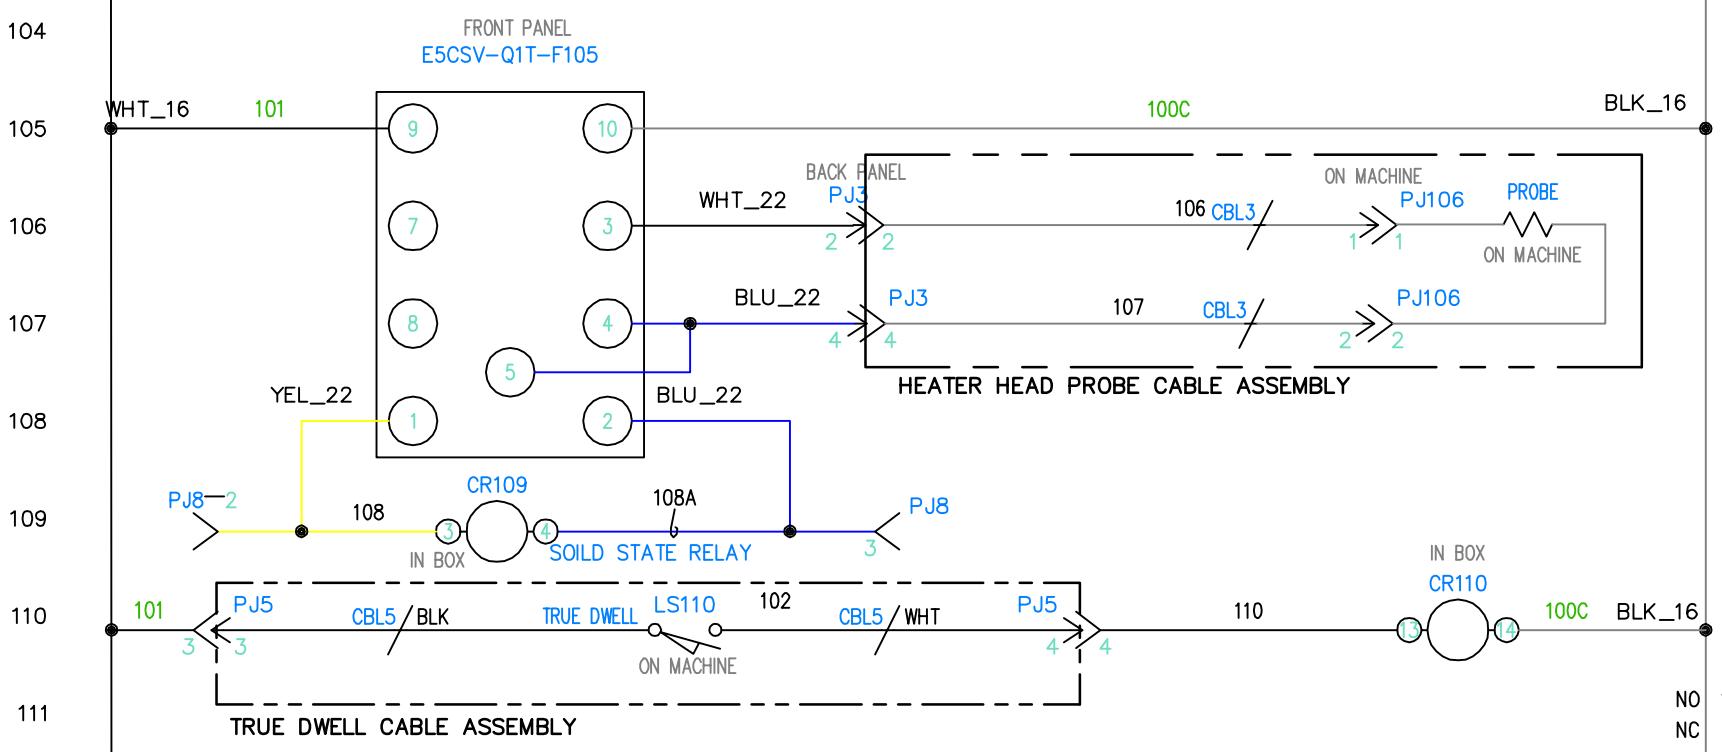 104
FRONT PANEL
E5CSV-Q1T-F105
105
WHT_16
101
9
10
100C
BLK_16
BACK PANEL
PJ3
ON MACHINE
PJ106
PROBE
106
7
3
WHT_22
2
2
106
CBL3
1
1
ON MACHINE
107
8
4
BLU_22
4
4
PJ3
107
CBL3
PJ106
2
2
5
HEATER HEAD PROBE CABLE ASSEMBLY
108
YEL_22
1
2
BLU_22
109
PJ8-2
108
CR109
3
4
IN BOX
108A
SOILD STATE RELAY
PJ8
3
IN BOX
CR110
110
101
PJ5
3
3
CBL5
BLK
TRUE DWELL
LS110
ON MACHINE
102
CBL5
WHT
PJ5
4
4
110
13
14
100C
BLK_16
111
TRUE DWELL CABLE ASSEMBLY
NO
NC